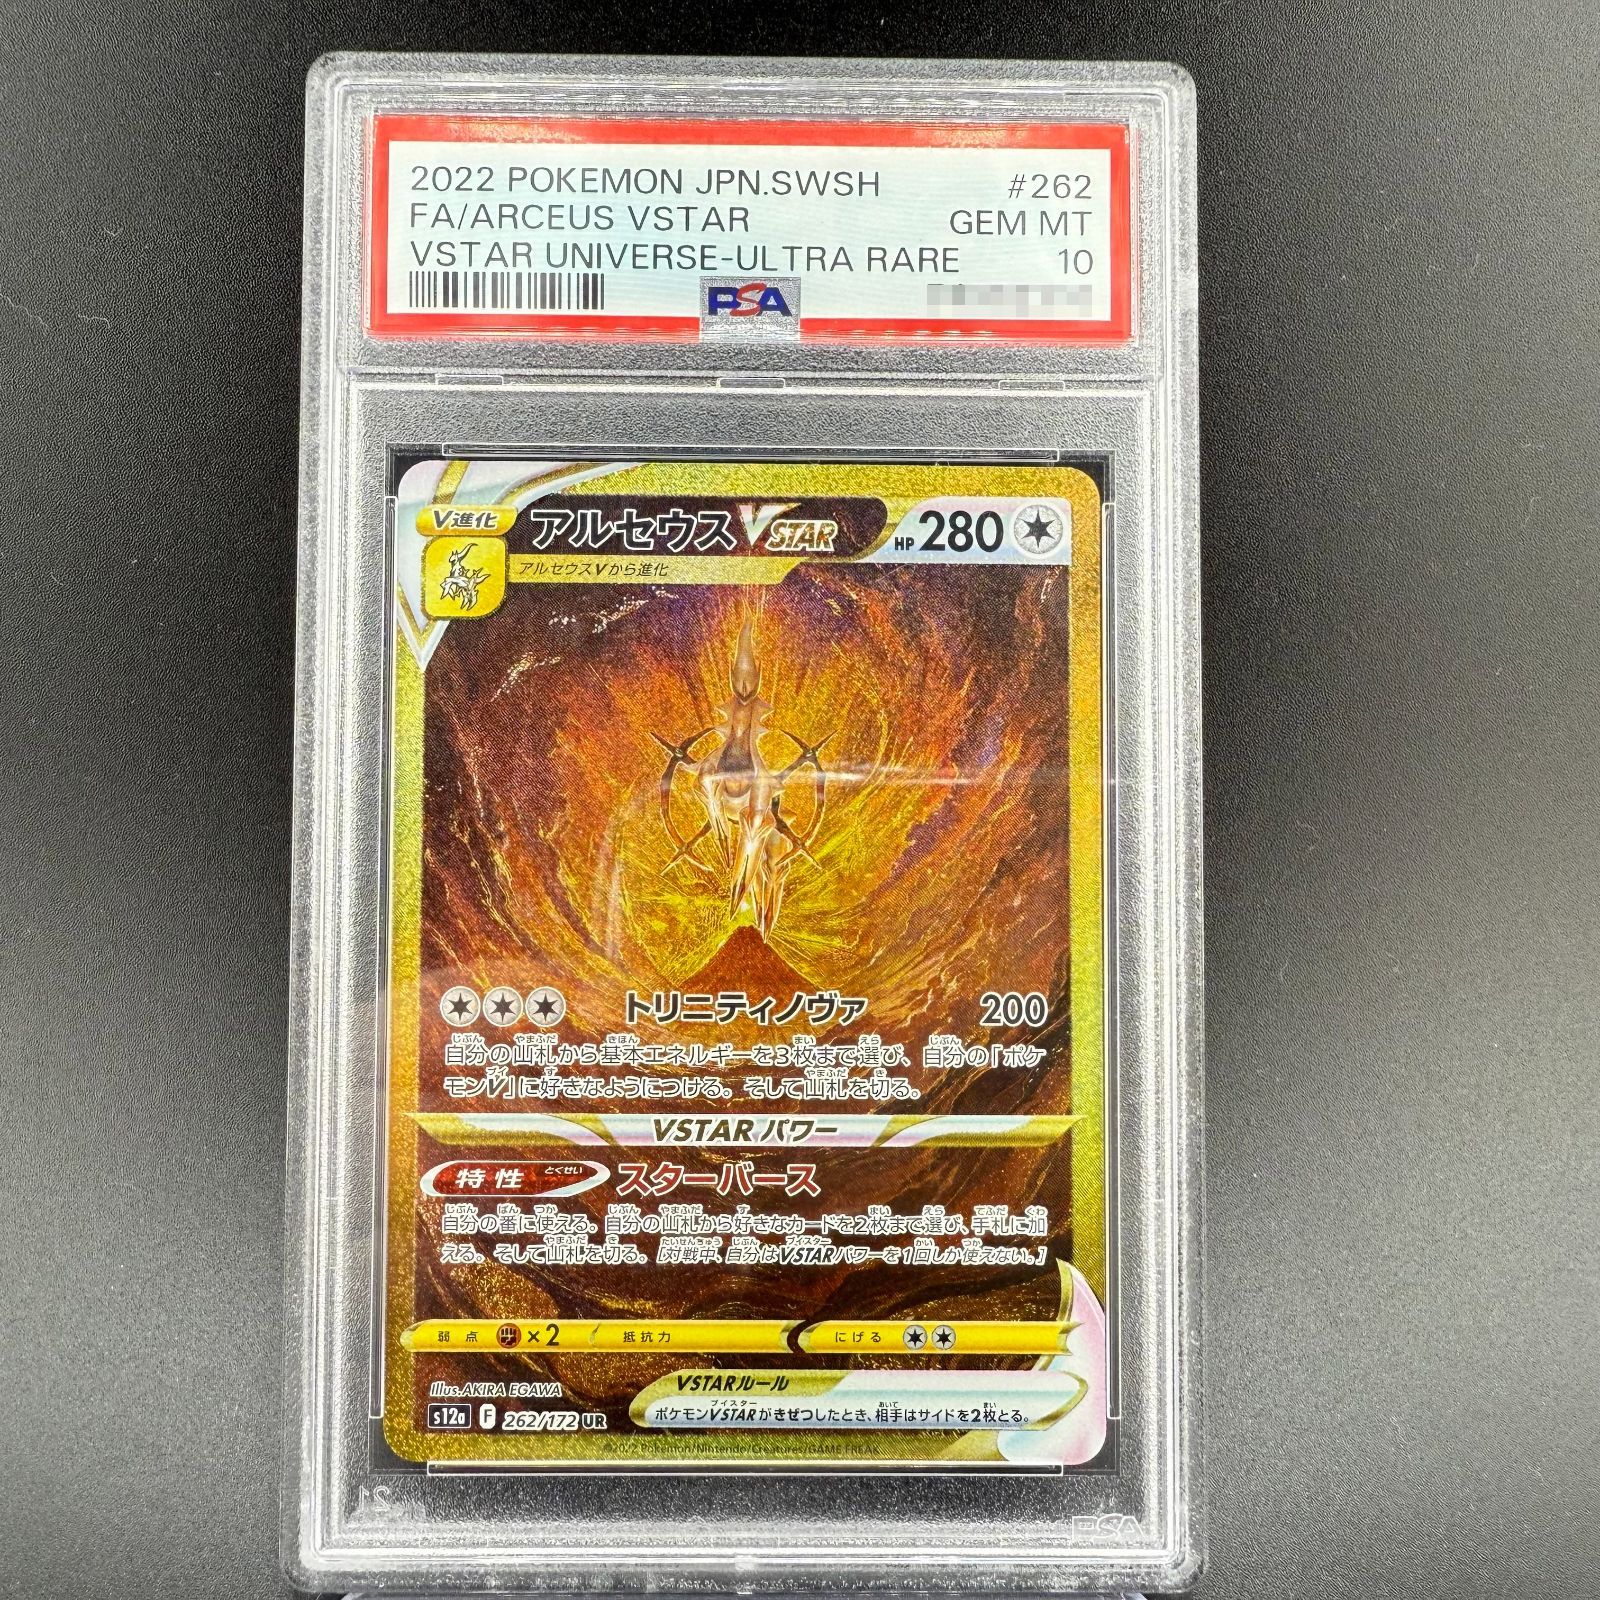 2022 POKEMON JPN.SWSH #262
FA/ARCEUS VSTAR GEM MT
VSTAR UNIVERSE-ULTRA RARE 10
PSA
V進化 アルセウス VSTAR HP 280
アルセウスVから進化
トリニティノヴァ 200
自分の山札から基本エネルギーを3枚まで選び、自分の「ポケ
モンV」に好きなようにつける。そして山札を切る。
VSTARパワー
特性 とくせい スターバース
自分の番に使える。自分の山札から好きなカードを2枚まで選び、手札に加
える。そして山札を切る。[対戦中、自分はVSTARパワーを1回しか使えない。]
弱点 ×2 抵抗力 にげる
Illus.AKIRA EGAWA
VSTARルール
ポケモンVSTARがきぜつしたとき、相手はサイドを2枚とる。
s12a F 262/172 UR
©2022 Pokémon/Nintendo/Creatures/GAME FREAK
PSA